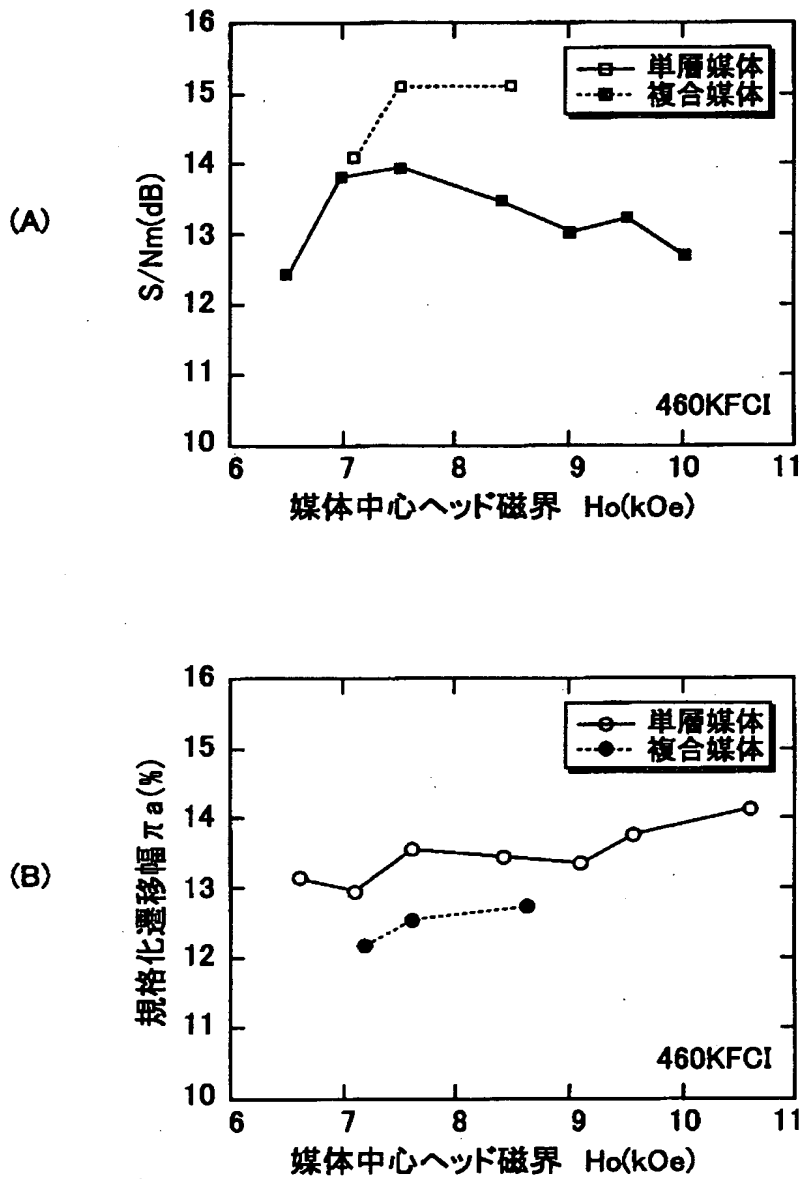 (A)
S/Nm(dB)
16
15
14
13
12
11
10
単層媒体
複合媒体
460KFCI
6 7 8 9 10 11
媒体中心ヘッド磁界 Ho(kOe)
(B)
規格化遷移幅πa(%)
16
15
14
13
12
11
10
単層媒体
複合媒体
460KFCI
6 7 8 9 10 11
媒体中心ヘッド磁界 Ho(kOe)